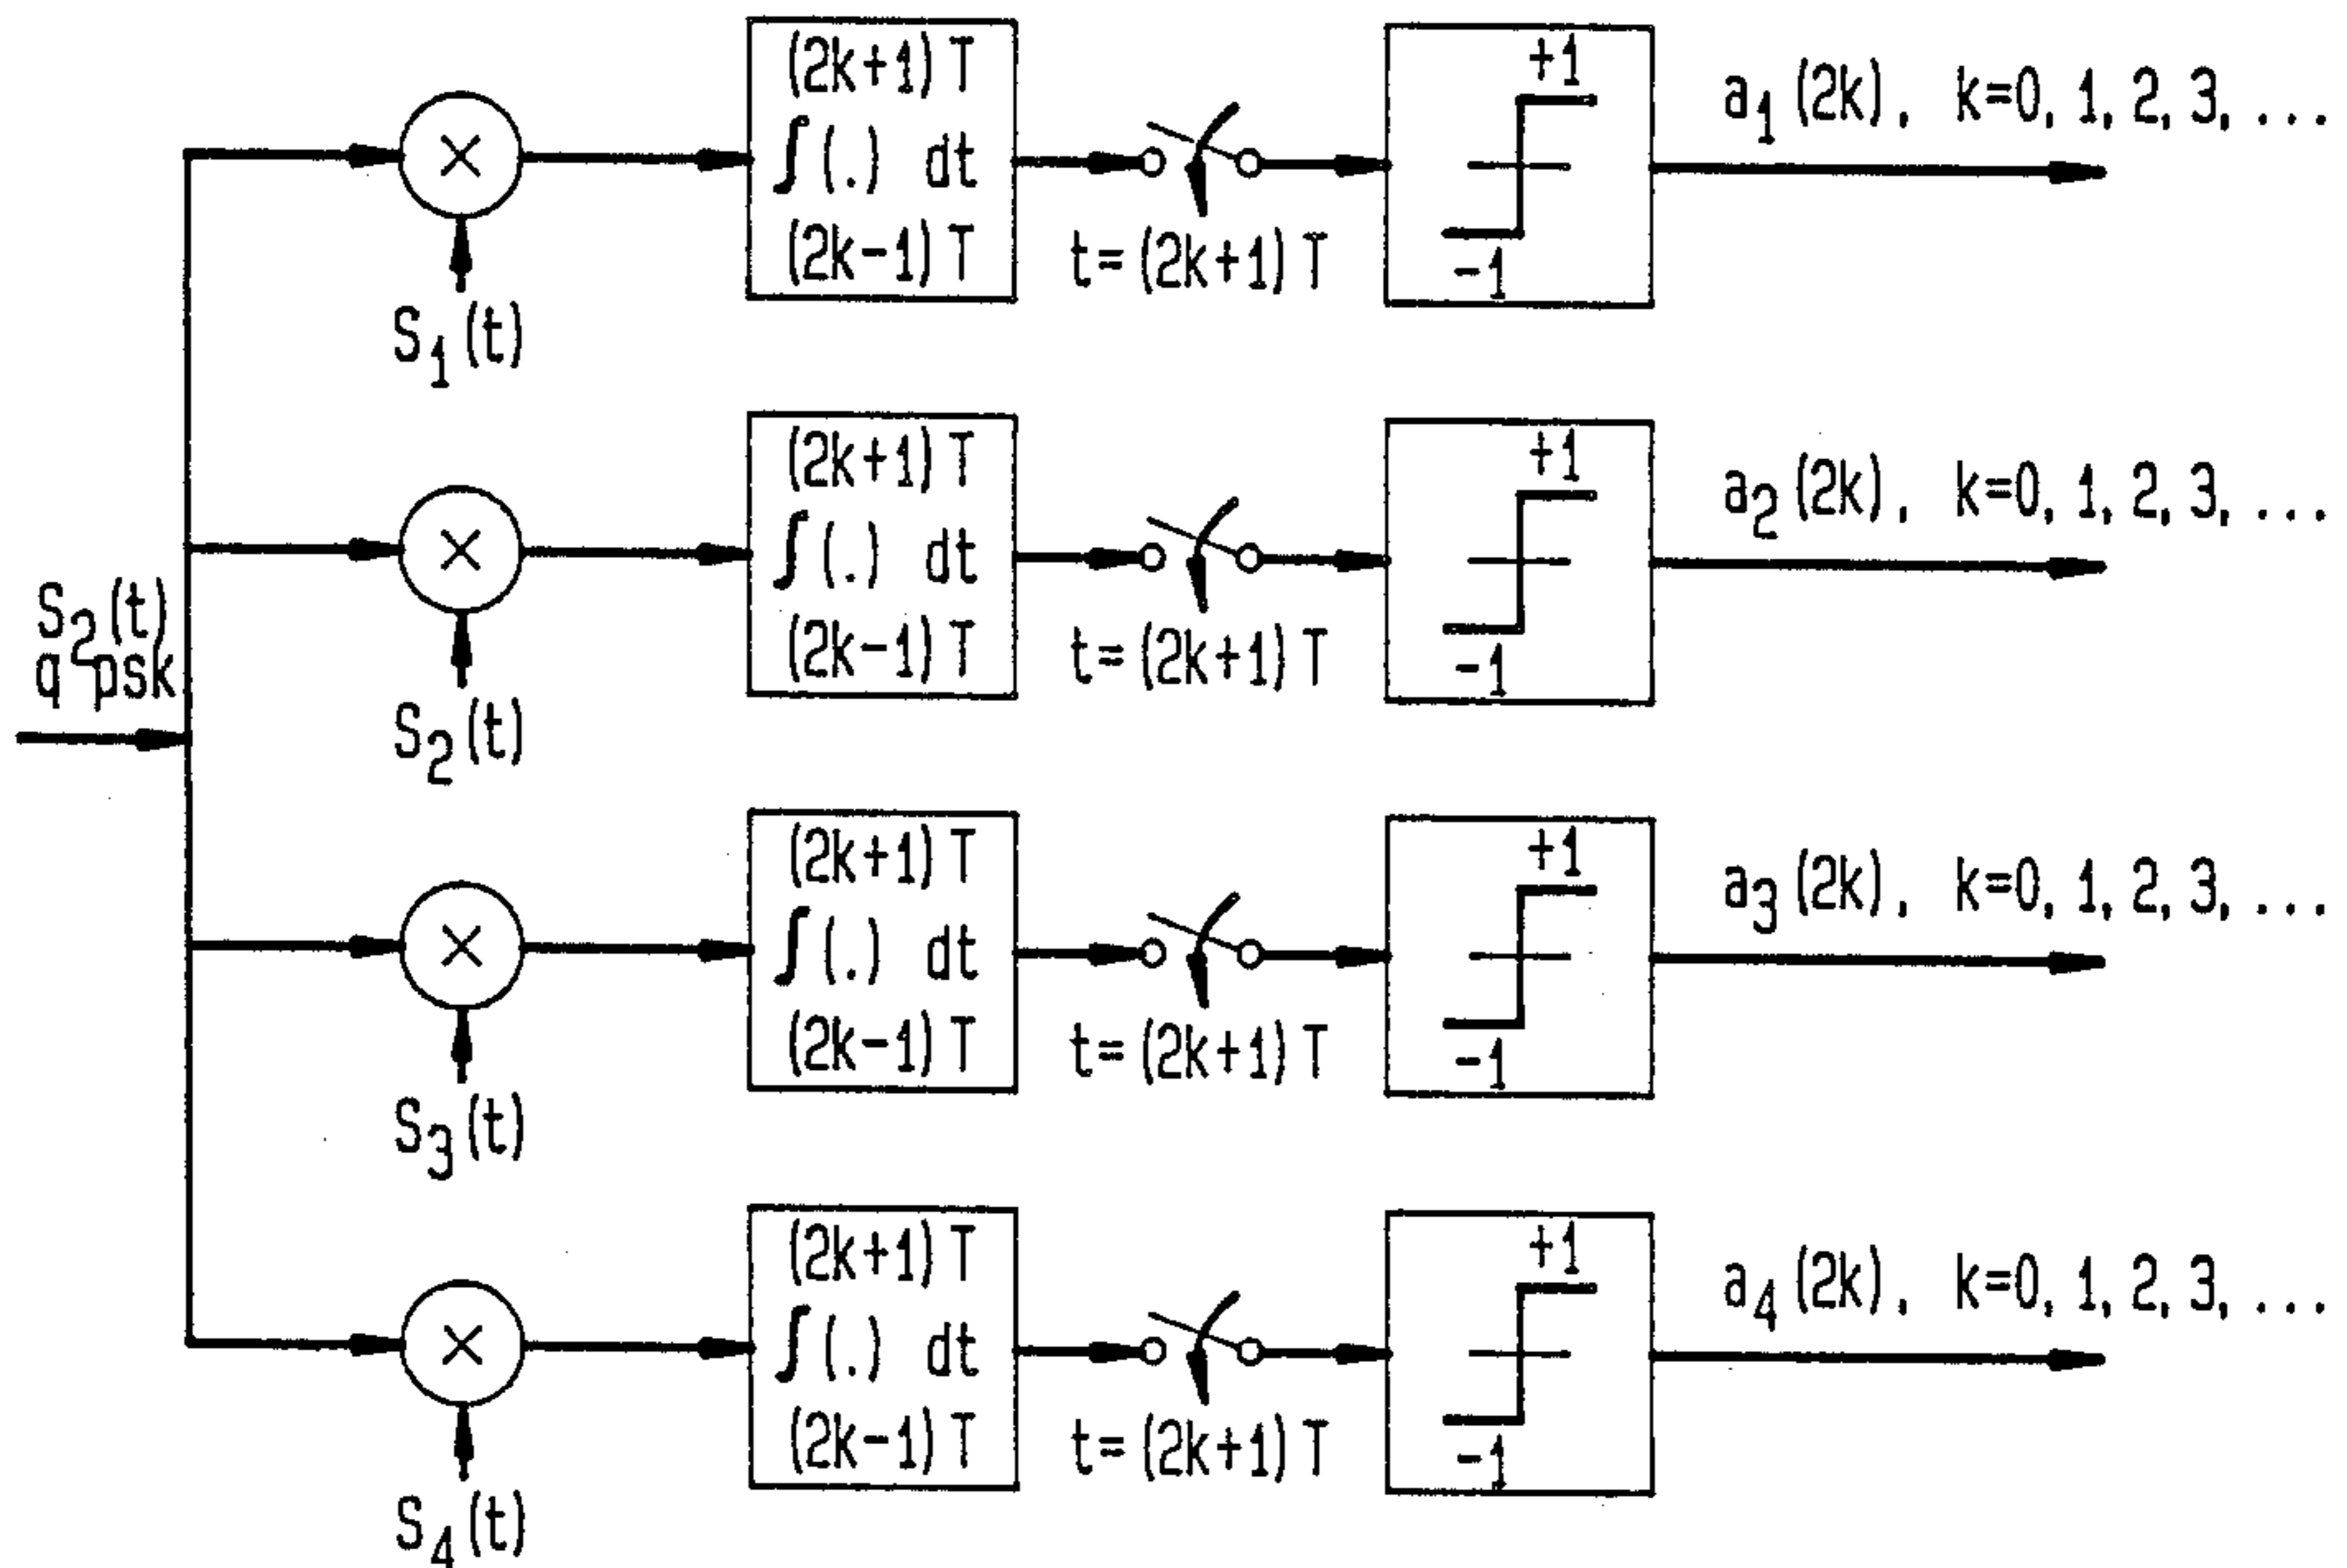 (2k+1)T
∫(.) dt
(2k-1)T
S₁(t)
t=(2k+1)T
+1
-1
a₁(2k), k=0, 1, 2, 3, ...
(2k+1)T
∫(.) dt
(2k-1)T
S₂(t)
t=(2k+1)T
+1
-1
a₂(2k), k=0, 1, 2, 3, ...
S₂(t)
q psk
(2k+1)T
∫(.) dt
(2k-1)T
S₃(t)
t=(2k+1)T
+1
-1
a₃(2k), k=0, 1, 2, 3, ...
(2k+1)T
∫(.) dt
(2k-1)T
S₄(t)
t=(2k+1)T
+1
-1
a₄(2k), k=0, 1, 2, 3, ...